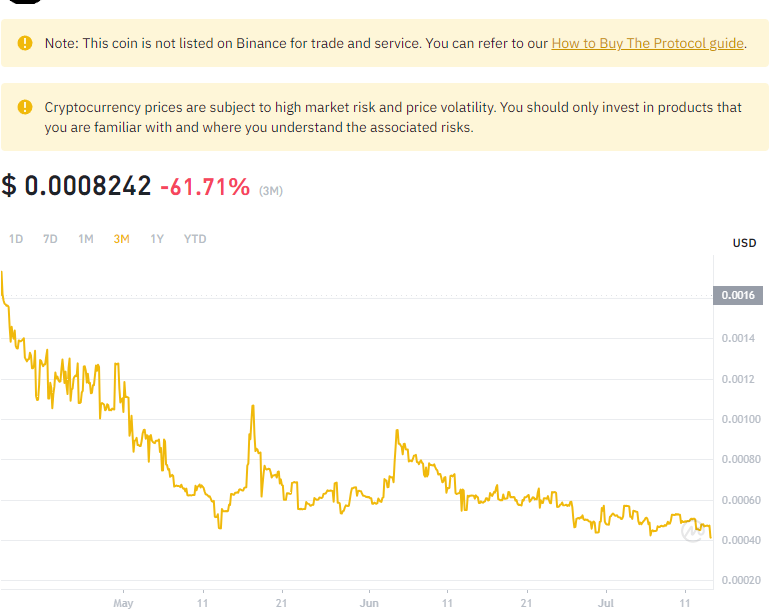 Note: This coin is not listed on Binance for trade and service. You can refer to our How to Buy The Protocol guide.
Cryptocurrency prices are subject to high market risk and price volatility. You should only invest in products that
you are familiar with and where you understand the associated risks.
$ 0.0008242 -61.71% (3M)
1D 7D 1M 3M 1Y YTD
USD
0.0016
0.0014
0.0012
0.00100
0.00080
0.00060
0.00040
0.00020
May 11 21 Jun 11 21 Jul 11